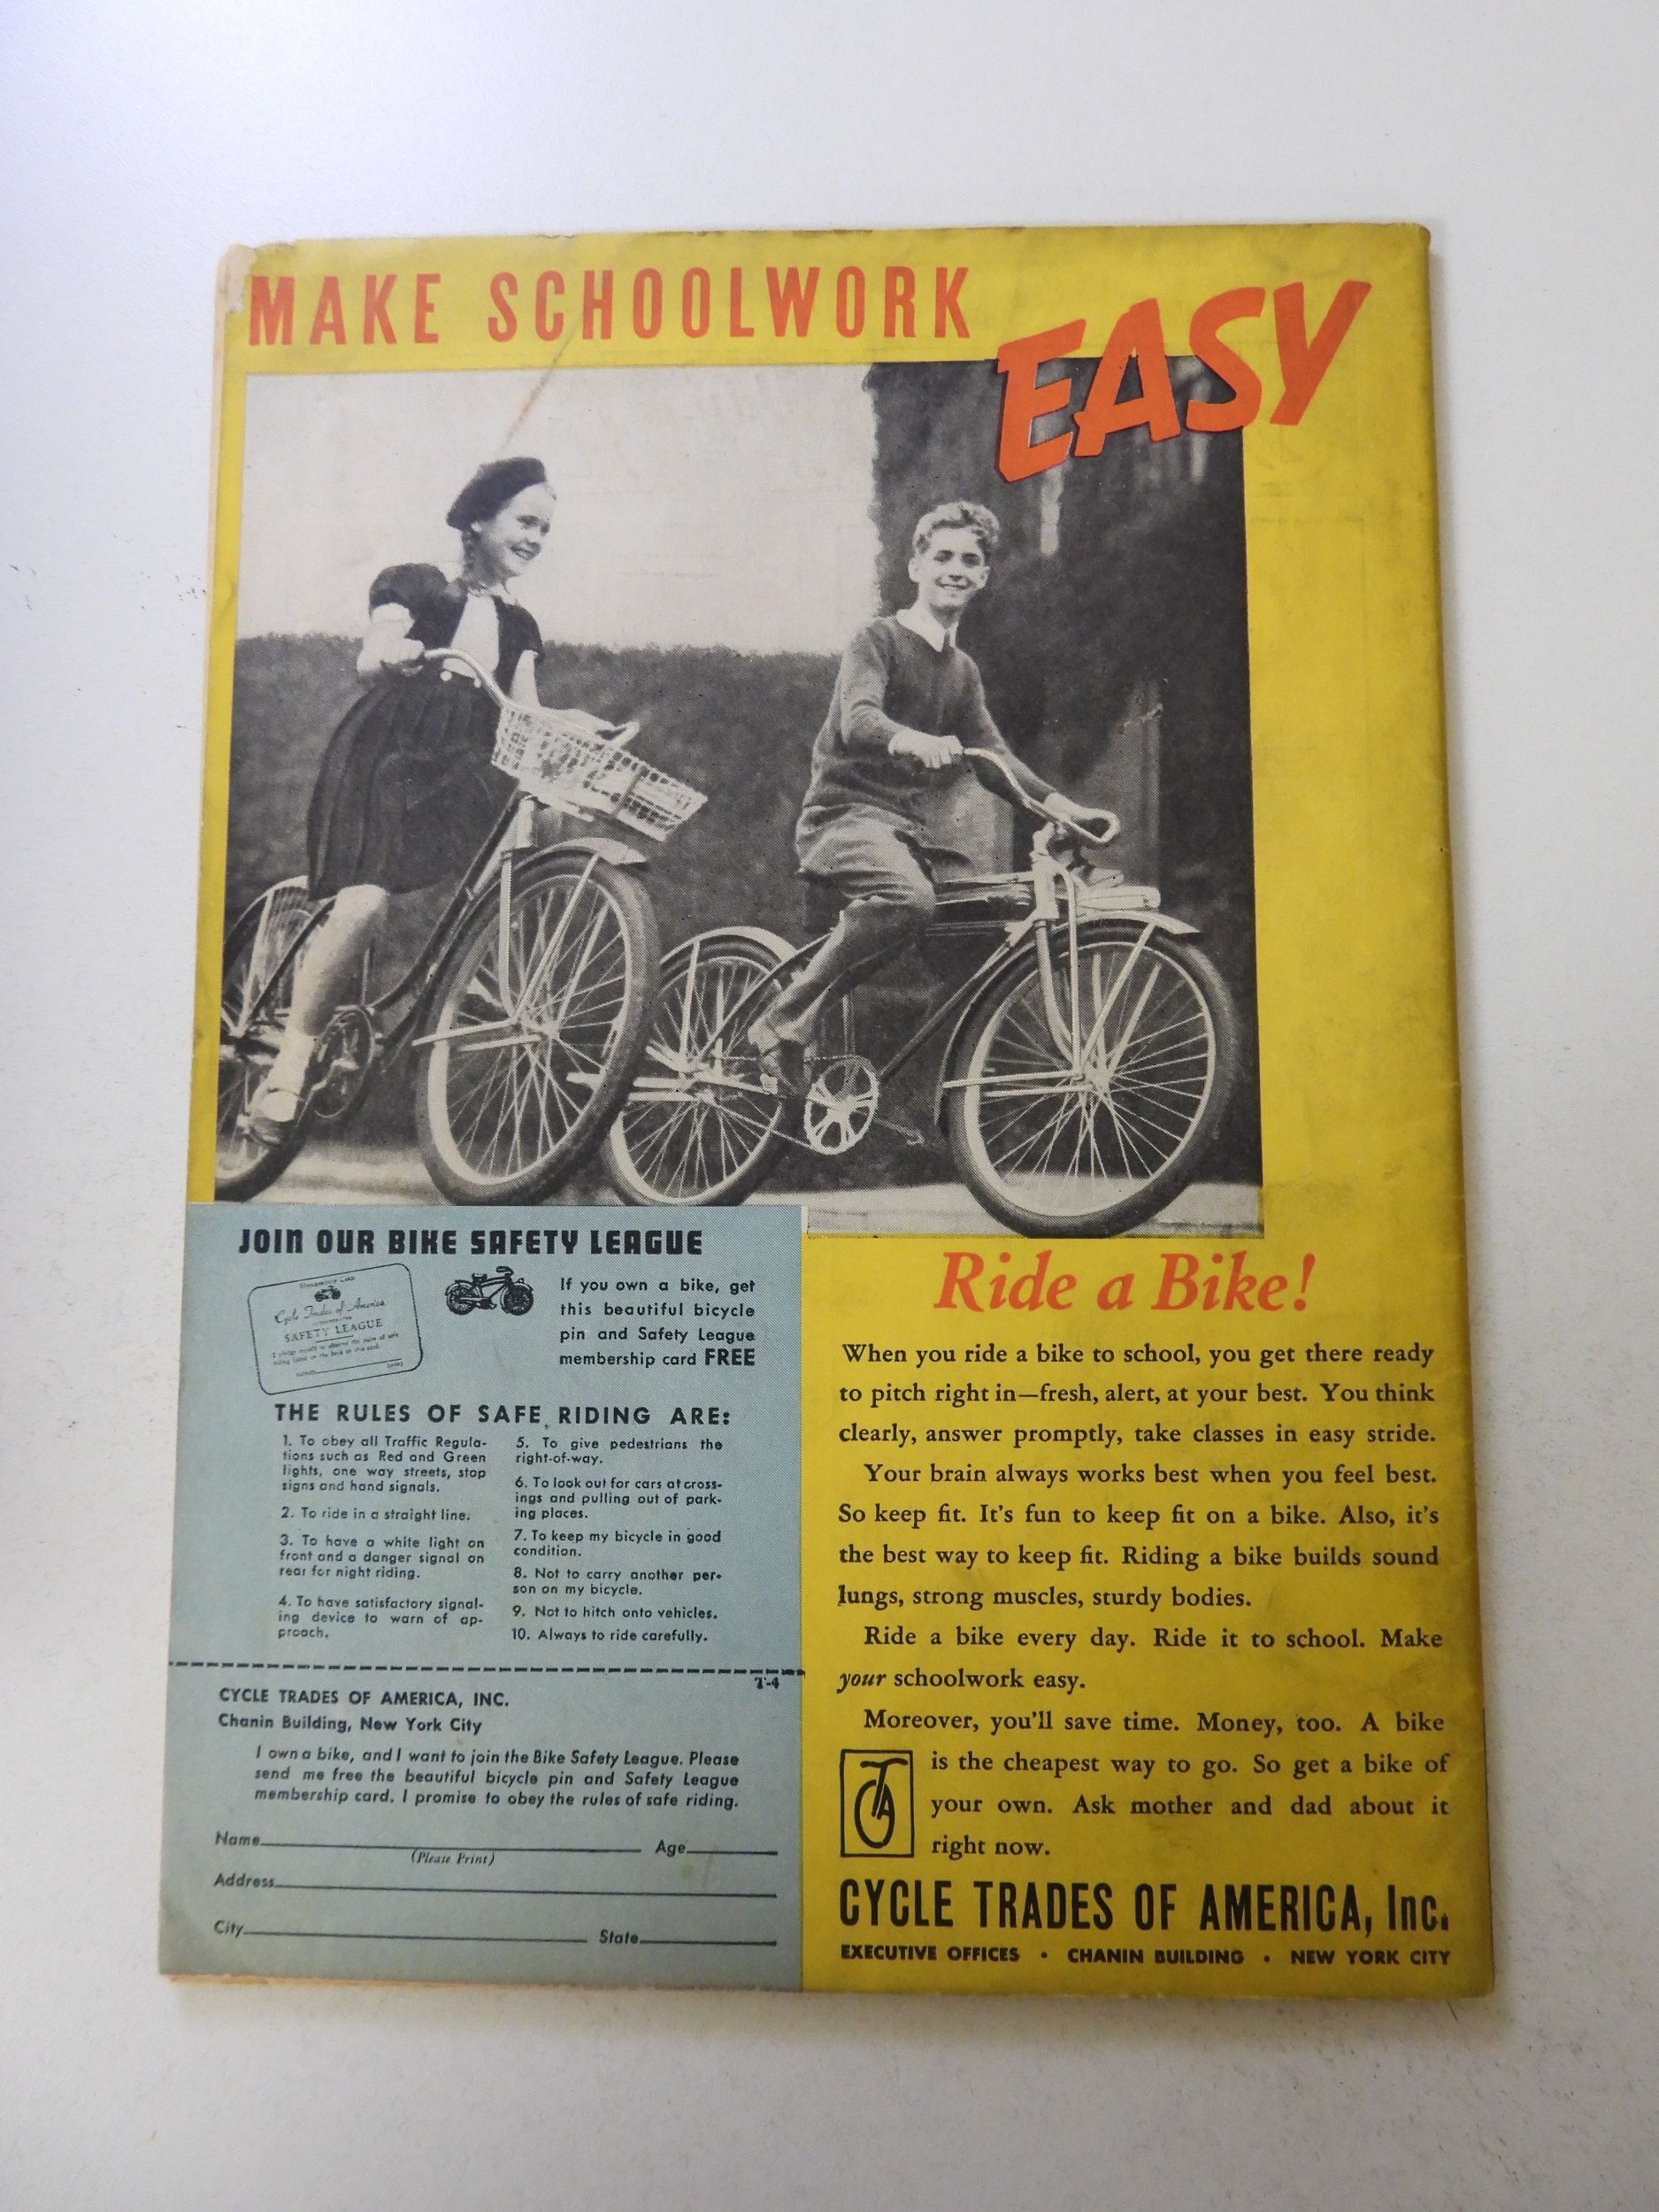 MAKE SCHOOLWORK
EASY
JOIN OUR BIKE SAFETY LEAGUE
Cycle Trades of America
SAFETY LEAGUE
If you own a bike, get
this beautiful bicycle
pin and Safety League
membership card FREE
THE RULES OF SAFE RIDING ARE:
1. To obey all Traffic Regula-
tions such as Red and Green
lights, one way streets, stop
signs and hand signals.
2. To ride in a straight line.
3. To have a white light on
front and a danger signal on
rear for night riding.
4. To have satisfactory signal-
ing device to warn of ap-
proach.
5. To give pedestrians the
right-of-way.
6. To look out for cars at cross-
ings and pulling out of park-
ing places.
7. To keep my bicycle in good
condition.
8. Not to carry another per-
son on my bicycle.
9. Not to hitch onto vehicles.
10. Always to ride carefully.
T-4
CYCLE TRADES OF AMERICA, INC.
Chanin Building, New York City
I own a bike, and I want to join the Bike Safety League. Please
send me free the beautiful bicycle pin and Safety League
membership card. I promise to obey the rules of safe riding.
Name Age
(Please Print)
Address
City State
Ride a Bike!
When you ride a bike to school, you get there ready
to pitch right in—fresh, alert, at your best. You think
clearly, answer promptly, take classes in easy stride.
Your brain always works best when you feel best.
So keep fit. It's fun to keep fit on a bike. Also, it's
the best way to keep fit. Riding a bike builds sound
lungs, strong muscles, sturdy bodies.
Ride a bike every day. Ride it to school. Make
your schoolwork easy.
Moreover, you'll save time. Money, too. A bike
is the cheapest way to go. So get a bike of
your own. Ask mother and dad about it
right now.
CTA
CYCLE TRADES OF AMERICA, Inc.
EXECUTIVE OFFICES • CHANIN BUILDING • NEW YORK CITY